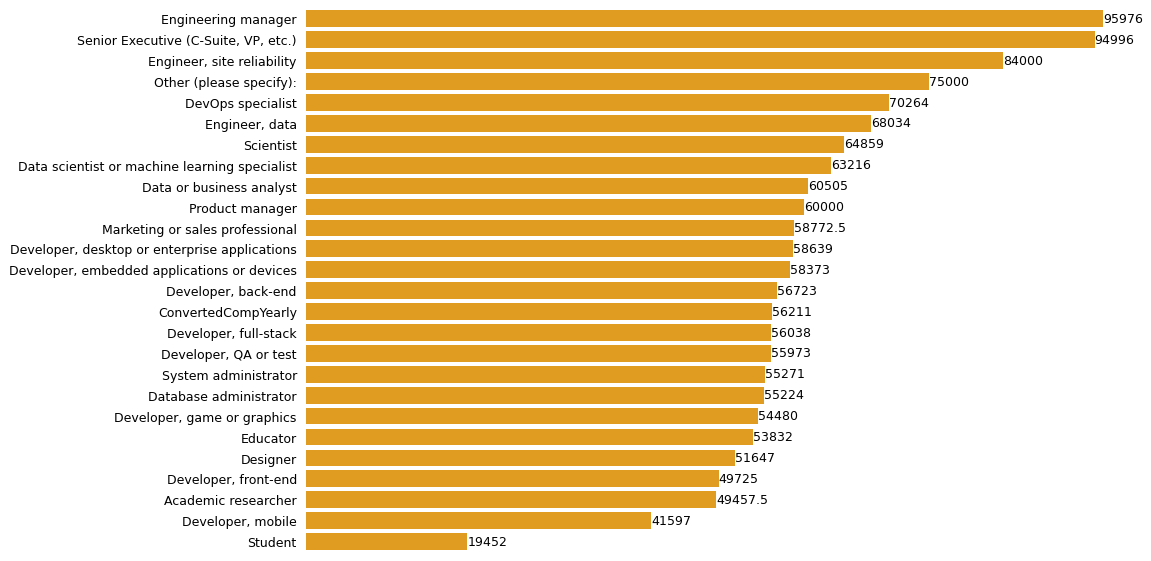 Engineering manager 95976
Senior Executive (C-Suite, VP, etc.) 94996
Engineer, site reliability 84000
Other (please specify): 75000
DevOps specialist 70264
Engineer, data 68034
Scientist 64859
Data scientist or machine learning specialist 63216
Data or business analyst 60505
Product manager 60000
Marketing or sales professional 58772.5
Developer, desktop or enterprise applications 58639
Developer, embedded applications or devices 58373
Developer, back-end 56723
ConvertedCompYearly 56211
Developer, full-stack 56038
Developer, QA or test 55973
System administrator 55271
Database administrator 55224
Developer, game or graphics 54480
Educator 53832
Designer 51647
Developer, front-end 49725
Academic researcher 49457.5
Developer, mobile 41597
Student 19452